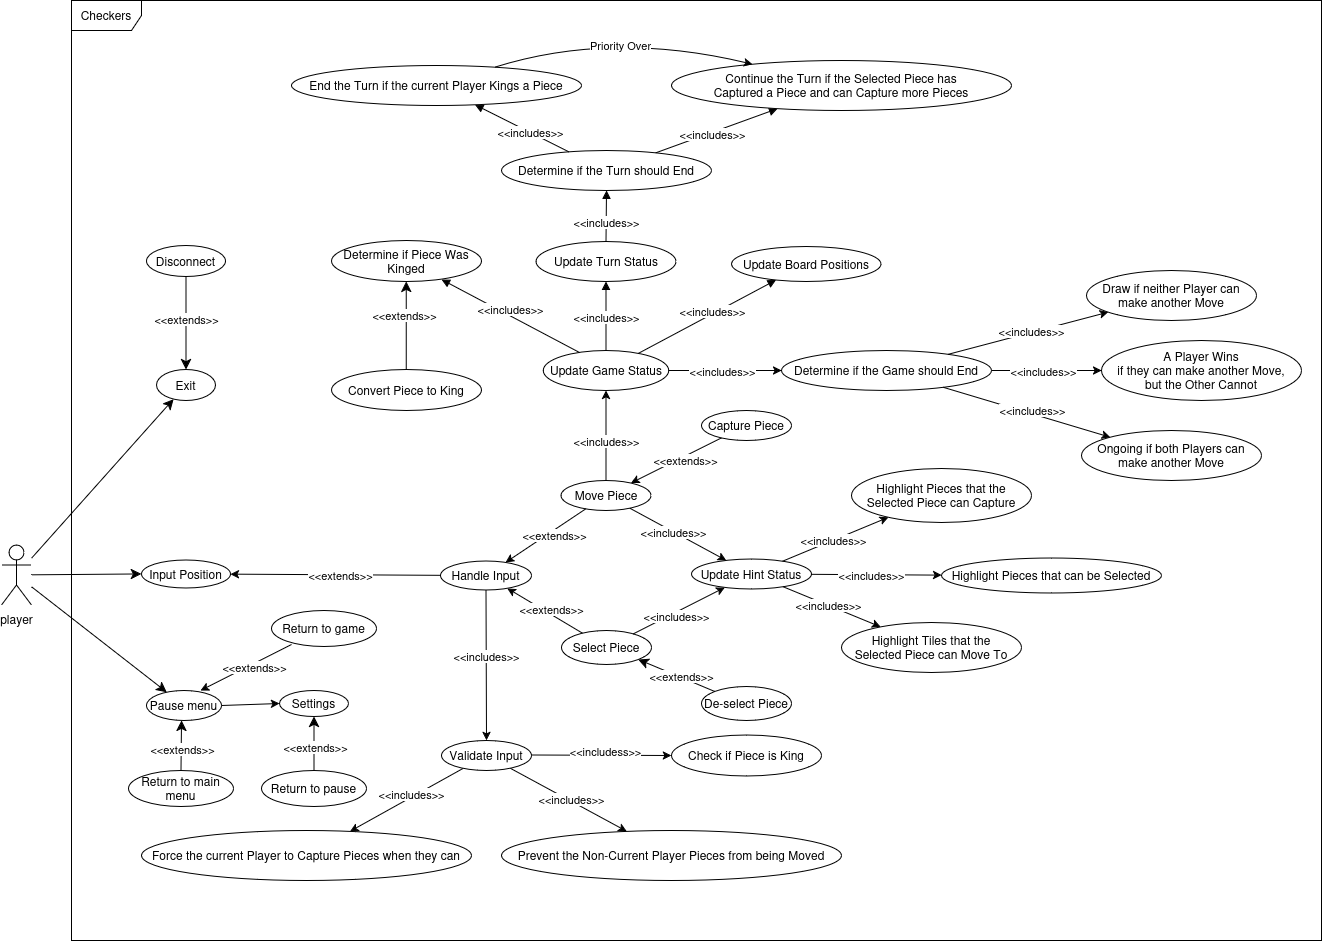 Checkers
Priority Over
End the Turn if the current Player Kings a Piece
Continue the Turn if the Selected Piece has
Captured a Piece and can Capture more Pieces
<<includes>>
<<includes>>
Determine if the Turn should End
<<includes>>
Disconnect
Determine if Piece Was
Kinged
Update Turn Status
Update Board Positions
Draw if neither Player can
make another Move
<<extends>>
<<extends>>
<<includes>>
<<includes>>
<<includes>>
<<includes>>
Exit
Convert Piece to King
Update Game Status
<<includes>>
Determine if the Game should End
<<includes>>
A Player Wins
if they can make another Move,
but the Other Cannot
<<includes>>
Capture Piece
<<includes>>
<<extends>>
Ongoing if both Players can
make another Move
Move Piece
Highlight Pieces that the
Selected Piece can Capture
<<extends>>
<<includes>>
<<includes>>
player
Input Position
<<extends>>
Handle Input
Update Hint Status
<<includes>>
Highlight Pieces that can be Selected
<<extends>>
<<includes>>
<<includes>>
Return to game
Select Piece
Highlight Tiles that the
Selected Piece can Move To
<<extends>>
<<includes>>
<<extends>>
Pause menu
Settings
De-select Piece
<<extends>>
<<extends>>
Validate Input
<<includess>>
Check if Piece is King
Return to main
menu
Return to pause
<<includes>>
<<includes>>
Force the current Player to Capture Pieces when they can
Prevent the Non-Current Player Pieces from being Moved